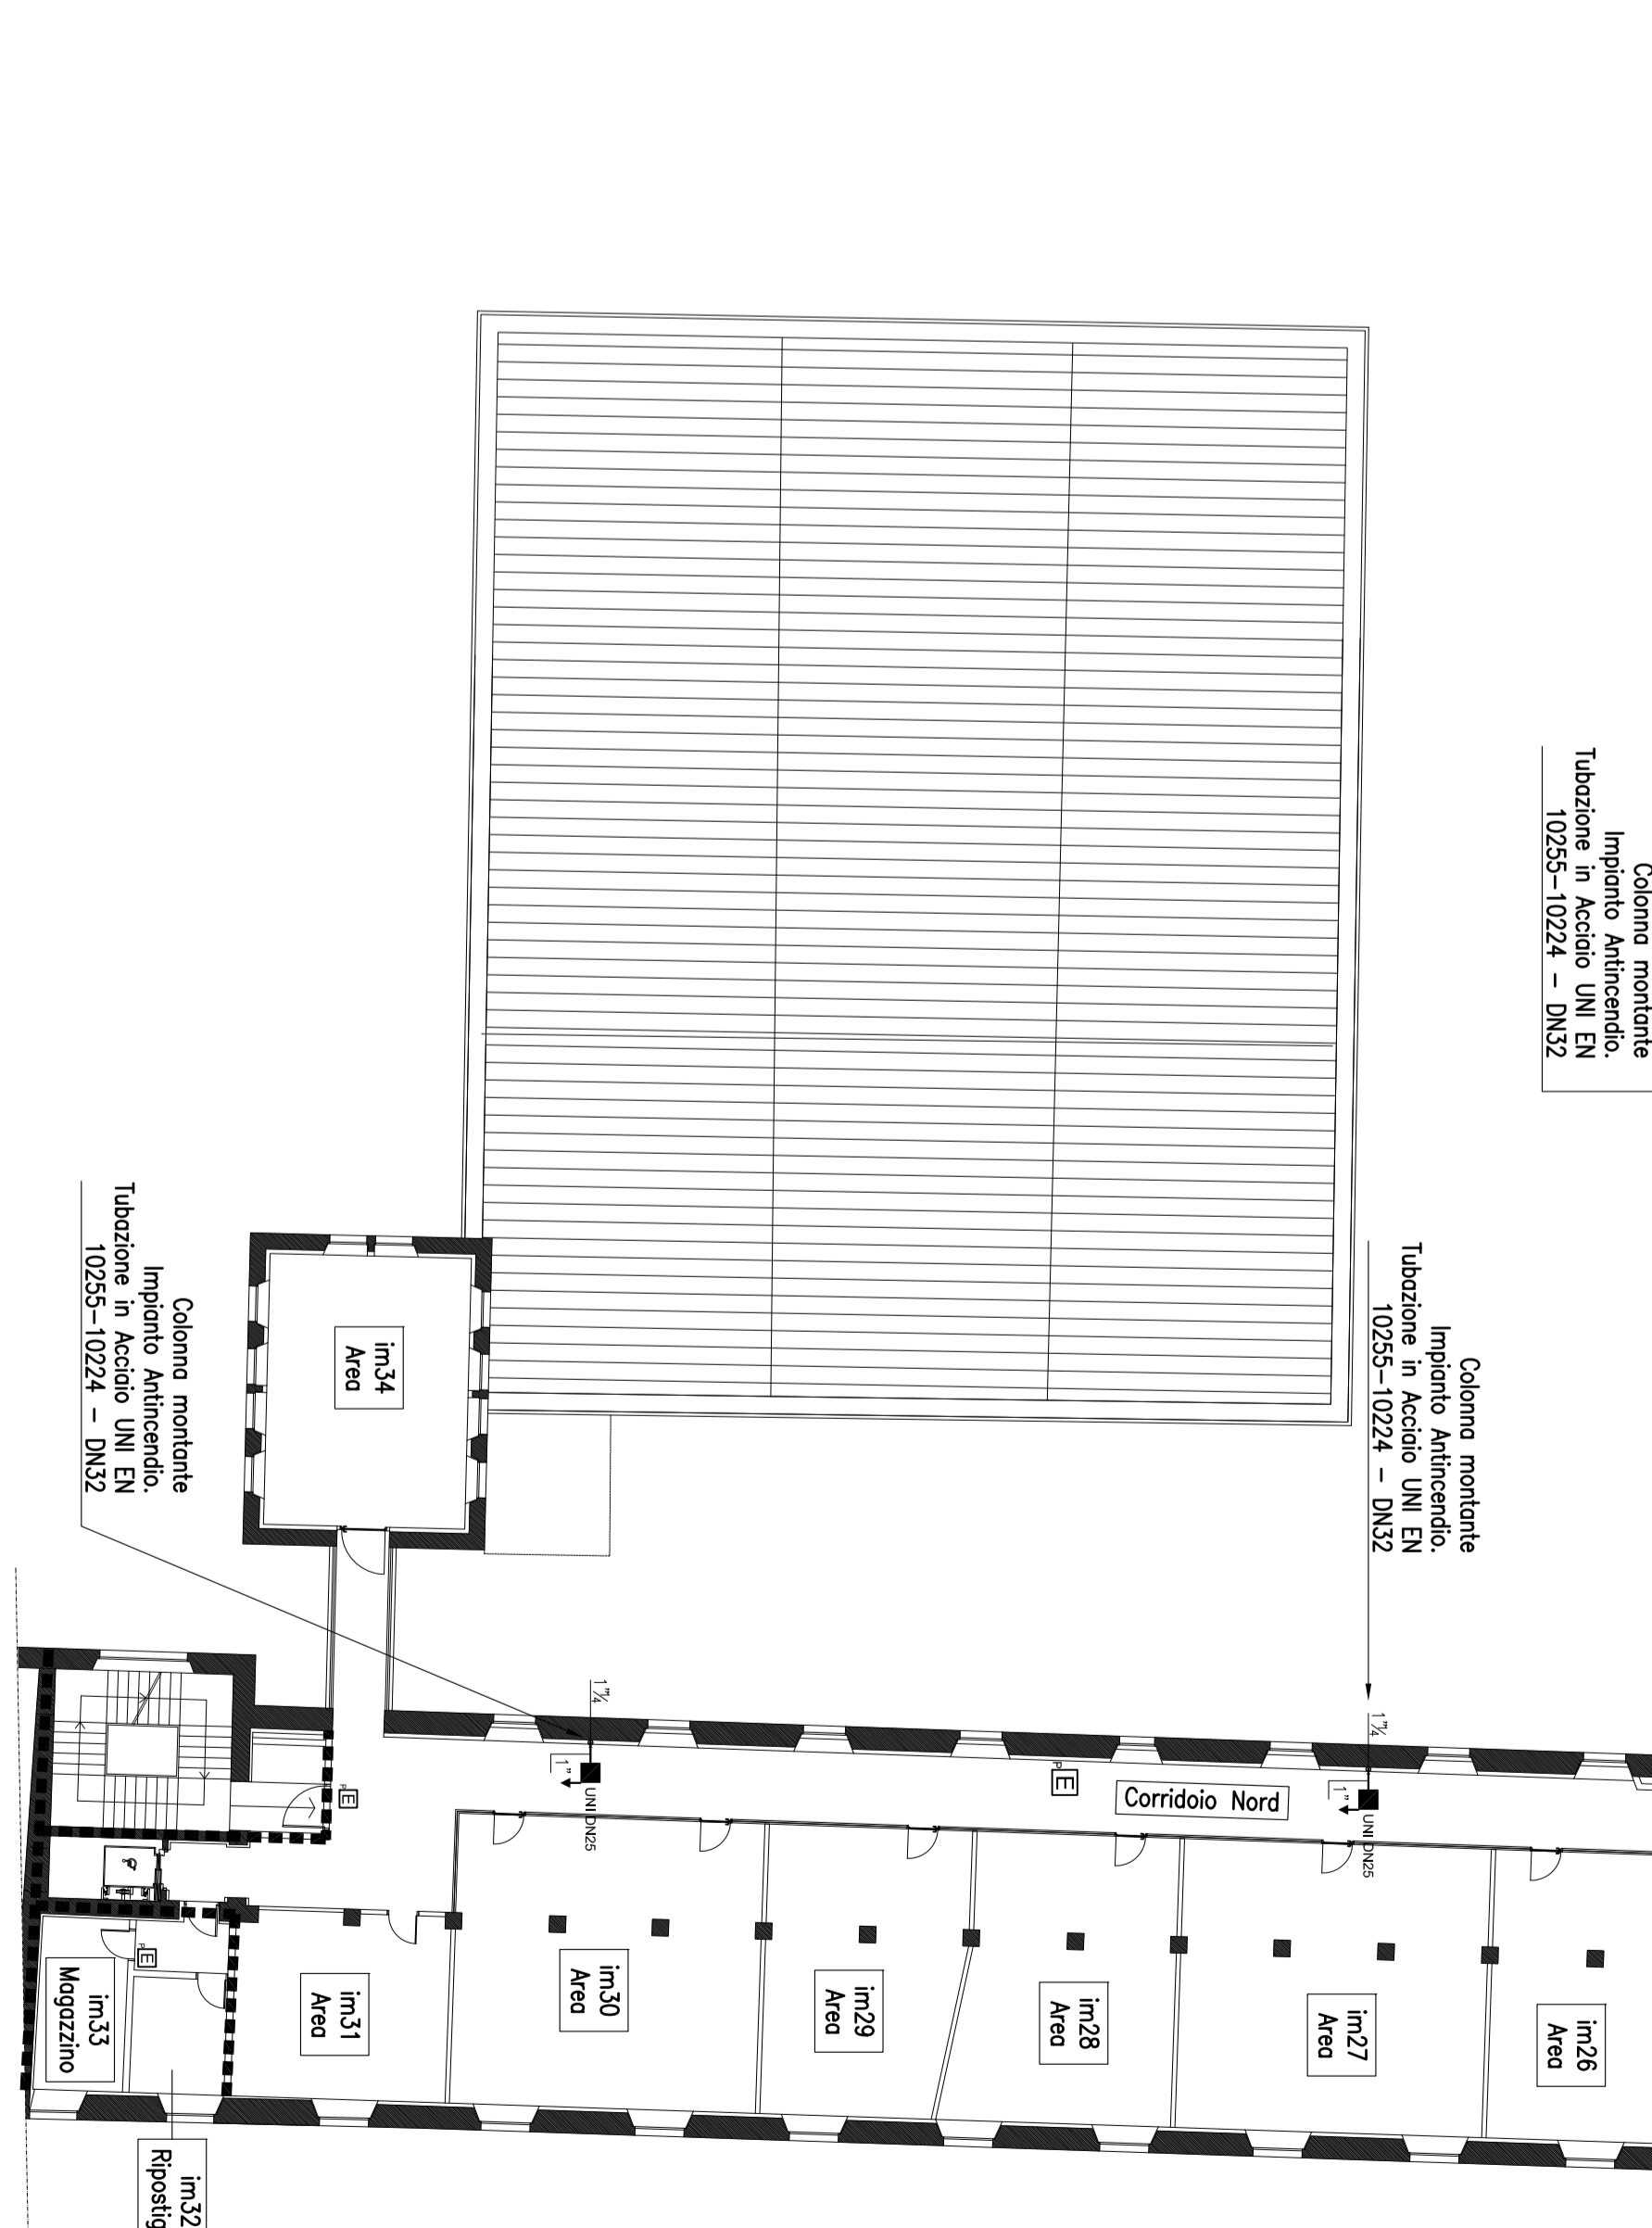 Colonna montante
Impianto Antincendio.
Tubazione in Acciaio UNI EN
10255-10224 - DN32
Colonna montante
Impianto Antincendio.
Tubazione in Acciaio UNI EN
10255-10224 - DN32
Colonna montante
Impianto Antincendio.
Tubazione in Acciaio UNI EN
10255-10224 - DN32
im34
Area
1"¼
1"
UNI DN25
1"¼
1"
UNI DN25
P E
Corridoio Nord
P E
P E
im26
Area
im27
Area
im28
Area
im29
Area
im30
Area
im31
Area
im33
Magazzino
im32
Ripostig